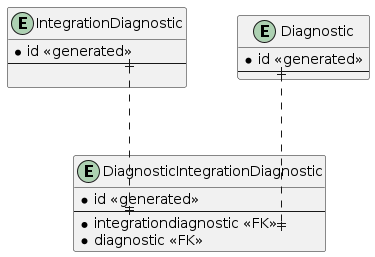 E IntegrationDiagnostic
* id «generated»
E Diagnostic
* id «generated»
E DiagnosticIntegrationDiagnostic
* id «generated»
* integrationdiagnostic «FK»
* diagnostic «FK»